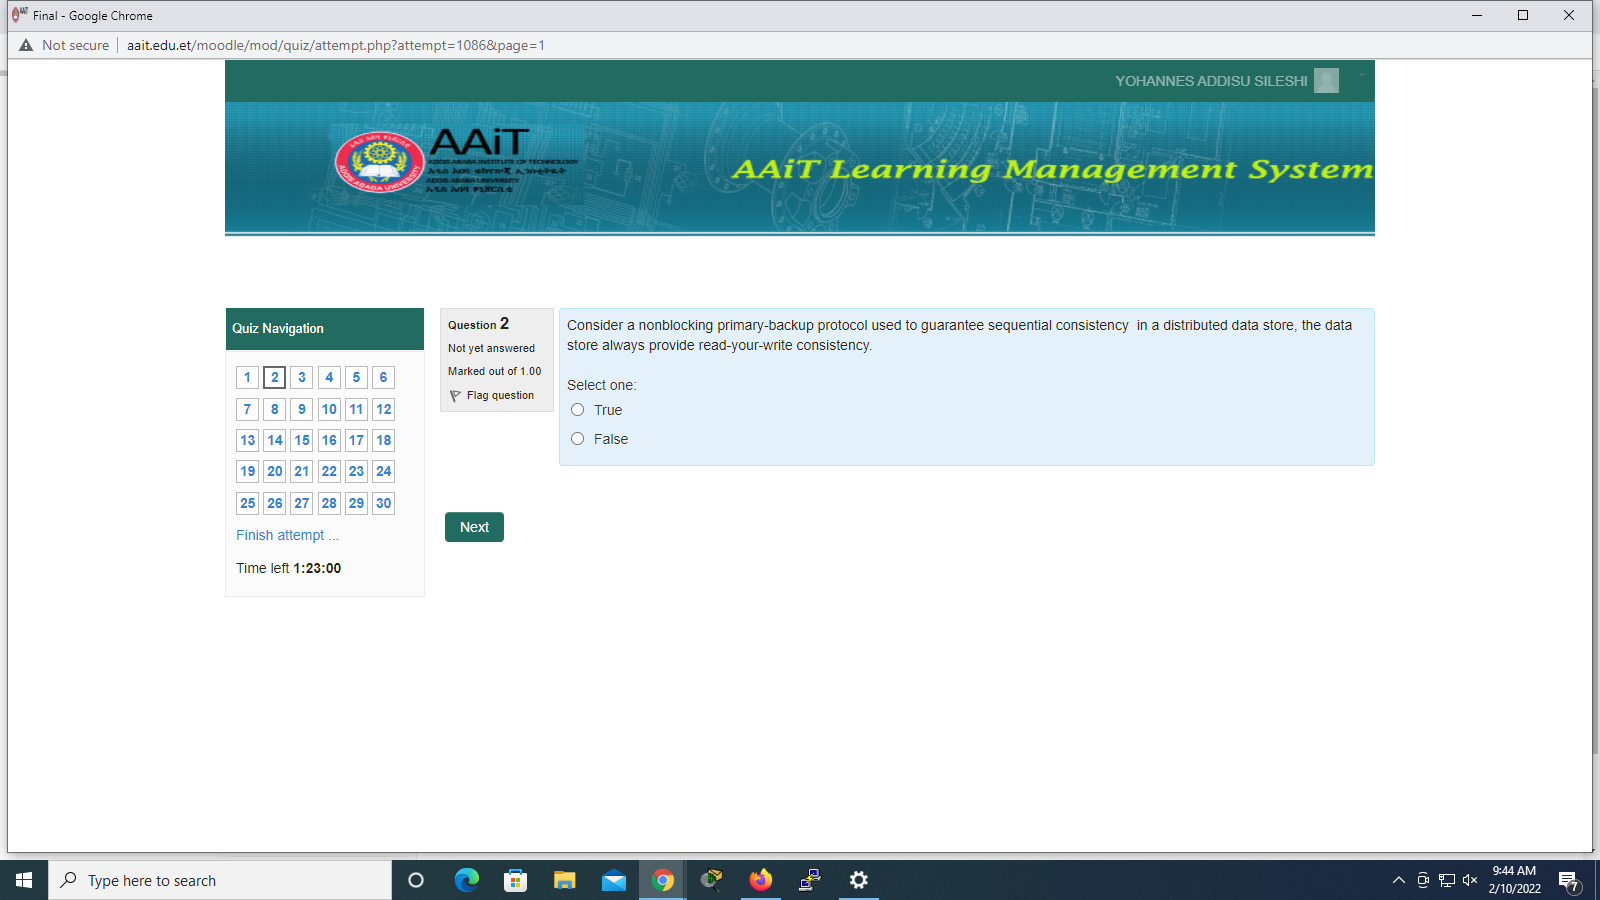 Final - Google Chrome
Not secure
aait.edu.et/moodle/mod/quiz/attempt.php?attempt=1086&page=1
YOHANNES ADDISU SILESHI
AAiT
ADDIS ABABA INSTITUTE OF TECHNOLOGY
ADDIS ABABA UNIVERSITY
AAiT Learning Management System
Quiz Navigation
1 2 3 4 5 6
7 8 9 10 11 12
13 14 15 16 17 18
19 20 21 22 23 24
25 26 27 28 29 30
Finish attempt ...
Time left 1:23:00
Question 2
Not yet answered
Marked out of 1.00
Flag question
Consider a nonblocking primary-backup protocol used to guarantee sequential consistency  in a distributed data store, the data
store always provide read-your-write consistency.
Select one:
True
False
Next
Type here to search
9:44 AM
2/10/2022
7